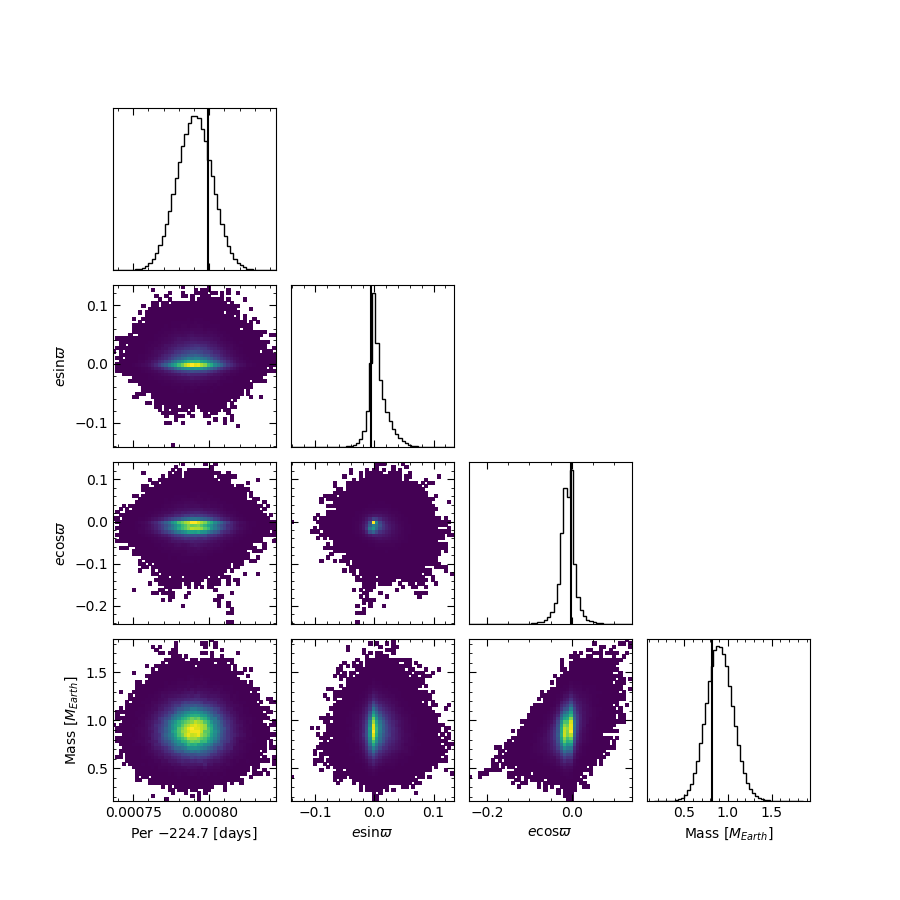 0.1
0.0
−0.1
esinϖ
0.1
0.0
−0.1
−0.2
ecosϖ
1.5
1.0
0.5
Mass [M_Earth]
0.00075 0.00080
−0.1 0.0 0.1
−0.2 0.0
0.5 1.0 1.5
Per −224.7 [days]
esinϖ
ecosϖ
Mass [M_Earth]